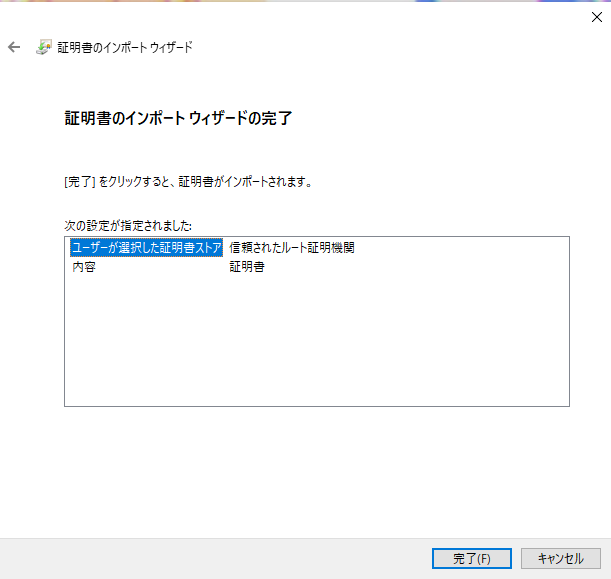 証明書のインポート ウィザード
証明書のインポート ウィザードの完了
[完了] をクリックすると、証明書がインポートされます。
次の設定が指定されました:
ユーザーが選択した証明書ストア 信頼されたルート証明機関
内容 証明書
完了(F) キャンセル